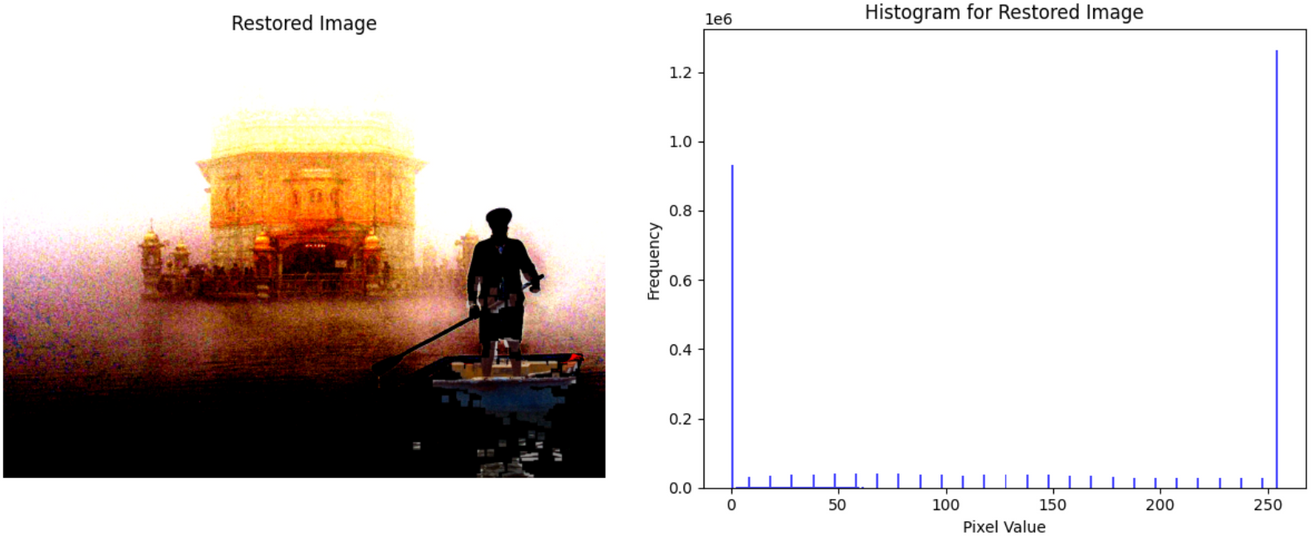 Restored Image
Histogram for Restored Image
1e6
1.2
1.0
0.8
0.6
0.4
0.2
0.0
Frequency
0 50 100 150 200 250
Pixel Value